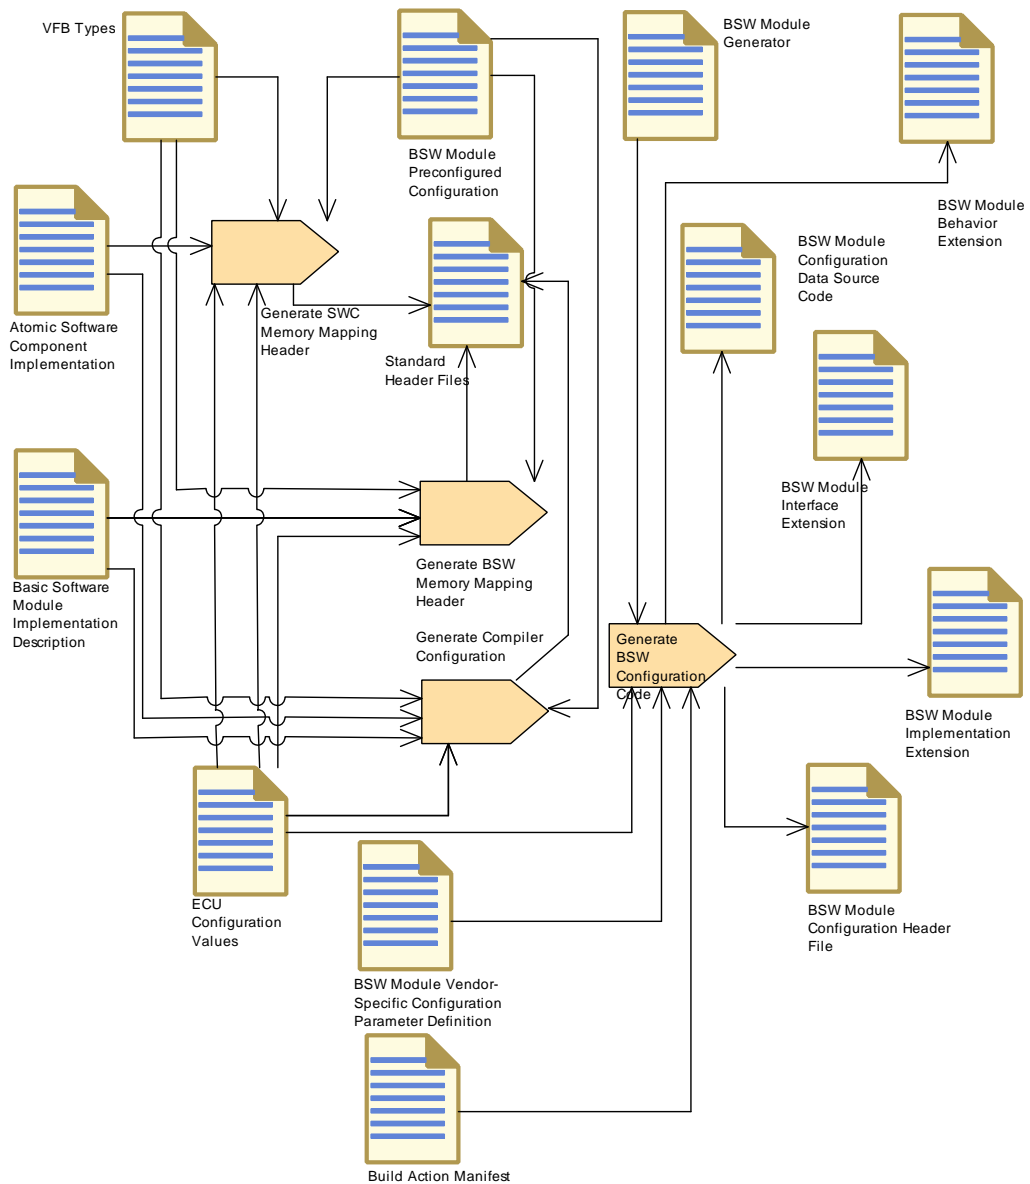 VFB Types
BSW Module
Generator
BSW Module
Preconfigured
Configuration
BSW Module
Behavior
Extension
BSW Module
Configuration
Data Source
Code
Generate SWC
Memory Mapping
Header
Atomic Software
Component
Implementation
Standard
Header Files
BSW Module
Interface
Extension
Generate BSW
Memory Mapping
Header
Basic Software
Module
Implementation
Description
Generate Compiler
Configuration
Generate
BSW
Configuration
Code
BSW Module
Implementation
Extension
ECU
Configuration
Values
BSW Module
Configuration Header
File
BSW Module Vendor-
Specific Configuration
Parameter Definition
Build Action Manifest